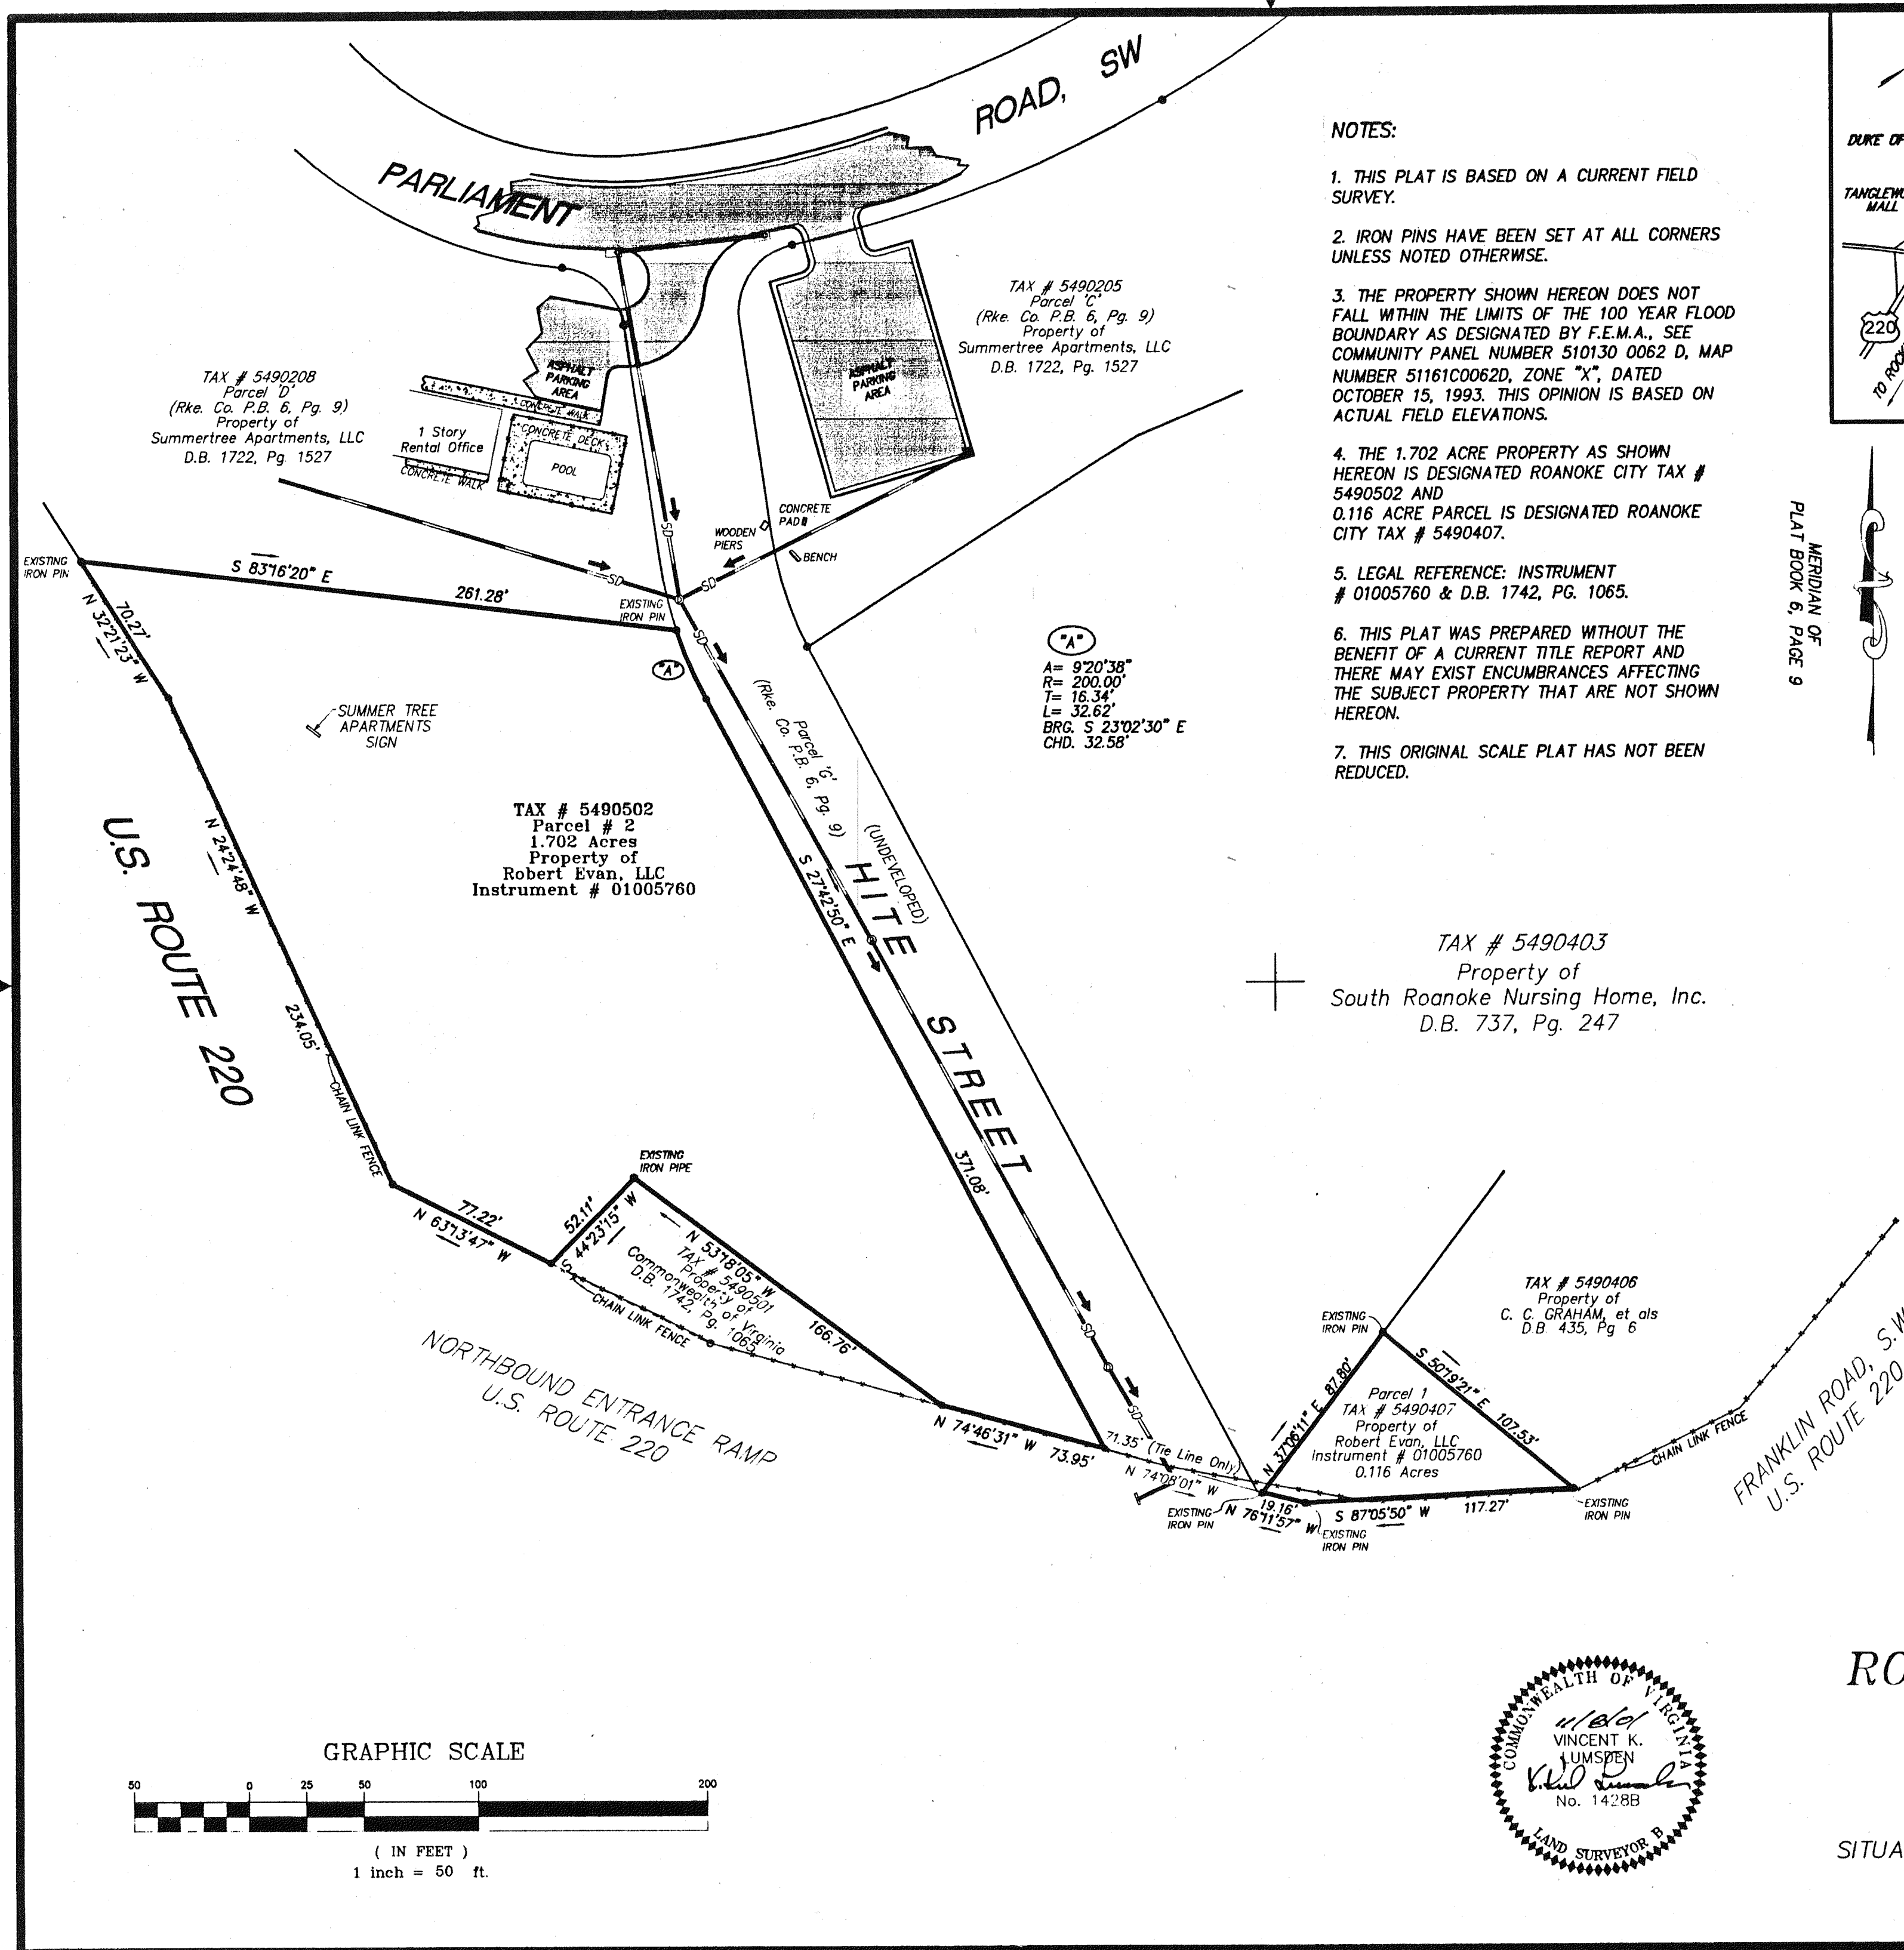 PARLIAMENT
ROAD, SW
NOTES:
1. THIS PLAT IS BASED ON A CURRENT FIELD
SURVEY.
2. IRON PINS HAVE BEEN SET AT ALL CORNERS
UNLESS NOTED OTHERWISE.
3. THE PROPERTY SHOWN HEREON DOES NOT
FALL WITHIN THE LIMITS OF THE 100 YEAR FLOOD
BOUNDARY AS DESIGNATED BY F.E.M.A., SEE
COMMUNITY PANEL NUMBER 510130 0062 D, MAP
NUMBER 51161C0062D, ZONE "X", DATED
OCTOBER 15, 1993. THIS OPINION IS BASED ON
ACTUAL FIELD ELEVATIONS.
4. THE 1.702 ACRE PROPERTY AS SHOWN
HEREON IS DESIGNATED ROANOKE CITY TAX #
5490502 AND
0.116 ACRE PARCEL IS DESIGNATED ROANOKE
CITY TAX # 5490407.
5. LEGAL REFERENCE: INSTRUMENT
# 01005760 & D.B. 1742, PG. 1065.
6. THIS PLAT WAS PREPARED WITHOUT THE
BENEFIT OF A CURRENT TITLE REPORT AND
THERE MAY EXIST ENCUMBRANCES AFFECTING
THE SUBJECT PROPERTY THAT ARE NOT SHOWN
HEREON.
7. THIS ORIGINAL SCALE PLAT HAS NOT BEEN
REDUCED.
DUKE OF
MALL
220
TO
MERIDIAN OF
PLAT BOOK 6, PAGE 9
TAX # 5490205
Parcel 'C'
(Rke. Co. P.B. 6, Pg. 9)
Property of
Summertree Apartments, LLC
D.B. 1722, Pg. 1527
ASPHALT
PARKING
AREA
ASPHALT
PARKING
AREA
TAX # 5490208
Parcel 'D'
(Rke. Co. P.B. 6, Pg. 9)
Property of
Summertree Apartments, LLC
D.B. 1722, Pg. 1527
1 Story
Rental Office
CONCRETE WALK
CONCRETE DECK
POOL
CONCRETE WALK
SD
CONCRETE
PAD
WOODEN
PIERS
BENCH
SD
SD
SD
EXISTING
IRON PIN
S 83°16'20" E
261.28'
EXISTING
IRON PIN
70.27'
N 32°21'23" W
"A"
"A"
A= 9°20'38"
R= 200.00'
T= 16.34'
L= 32.62'
BRG. S 23°02'30" E
CHD. 32.58'
SUMMER TREE
APARTMENTS
SIGN
Parcel 'G'
(Rke. Co. P.B. 6, Pg. 9)
(UNDEVELOPED)
HITE STREET
TAX # 5490502
Parcel # 2
1.702 Acres
Property of
Robert Evan, LLC
Instrument # 01005760
N 24°24'48" W
234.05'
CHAIN LINK FENCE
U.S. ROUTE 220
S 27°42'50" E
371.08'
TAX # 5490403
Property of
South Roanoke Nursing Home, Inc.
D.B. 737, Pg. 247
EXISTING
IRON PIPE
77.22'
N 63°13'47" W
52.11'
S 44°23'15" W
N 53°18'05" W
166.76'
TAX # 5490501
Property of
Commonwealth of Virginia
D.B. 1742, Pg. 1065
CHAIN LINK FENCE
NORTHBOUND ENTRANCE RAMP
U.S. ROUTE 220
N 74°46'31" W 73.95'
SD
SD
71.35' (Tie Line Only)
N 74°08'01" W
EXISTING
IRON PIN
EXISTING
IRON PIN
N 37°06'11" E 87.80'
S 50°19'21" E
107.53'
Parcel 1
TAX # 5490407
Property of
Robert Evan, LLC
Instrument # 01005760
0.116 Acres
19.16'
N 76°11'57" W
EXISTING
IRON PIN
S 87°05'50" W 117.27'
EXISTING
IRON PIN
TAX # 5490406
Property of
C. C. GRAHAM, et als
D.B. 435, Pg 6
CHAIN LINK FENCE
FRANKLIN ROAD, S.W
U.S. ROUTE 220
GRAPHIC SCALE
50 0 25 50 100 200
( IN FEET )
1 inch = 50 ft.
COMMONWEALTH OF VIRGINIA
VINCENT K.
LUMSDEN
No. 1428B
LAND SURVEYOR B
RO
SITUA